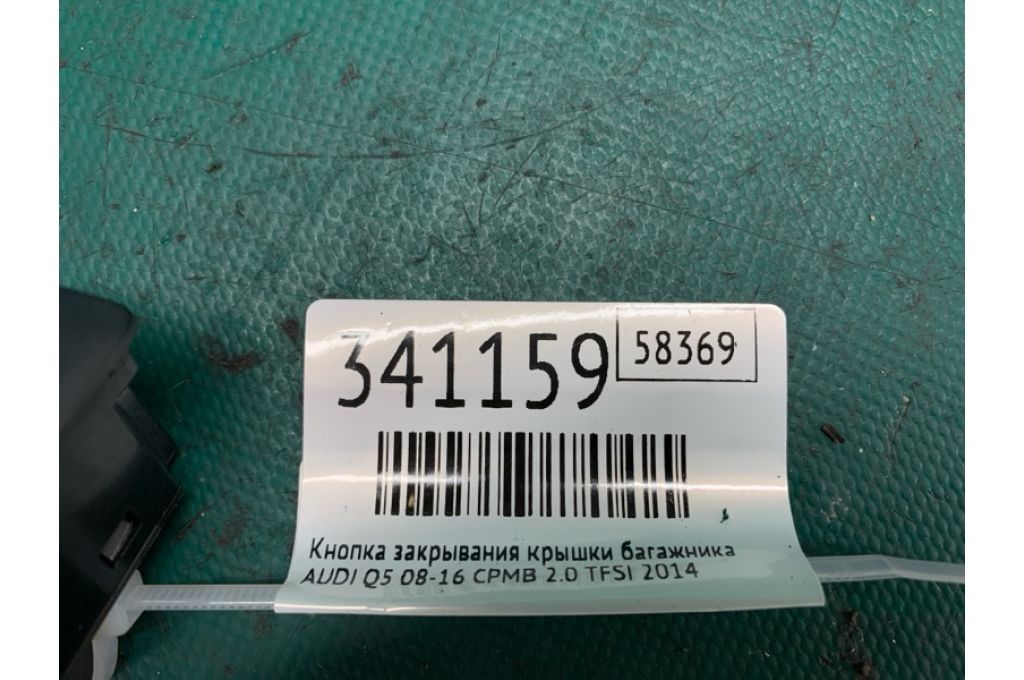 341159
58369
Кнопка закрывания крышки багажника
AUDI Q5 08-16 CPMB 2.0 TFSI 2014